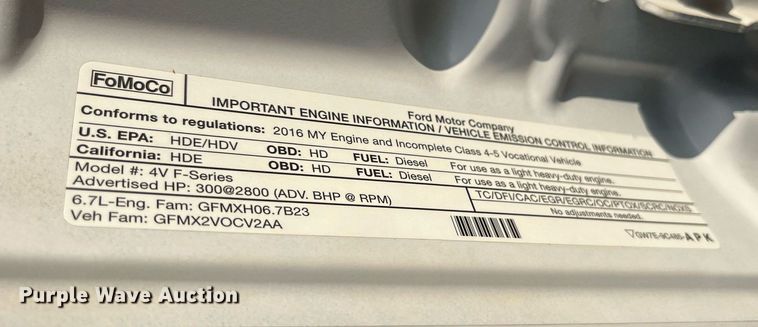 FoMoCo
Ford Motor Company
IMPORTANT ENGINE INFORMATION / VEHICLE EMISSION CONTROL INFORMATION
Conforms to regulations: 2016 MY Engine and Incomplete Class 4-5 Vocational Vehicle
U.S. EPA: HDE/HDV OBD: HD FUEL: Diesel For use as a light heavy-duty engine.
California: HDE OBD: HD FUEL: Diesel For use as a light heavy-duty engine.
Model #: 4V F-Series TC/DFI/CAC/EGR/EGRC/OC/PTOX/SCRC/NOXS
Advertised HP: 300@2800 (ADV. BHP @ RPM) No adjustments needed.
6.7L-Eng. Fam: GFMXH06.7B23
Veh Fam: GFMX2VOCV2AA
GW7E-9C485-APK
Purple Wave Auction